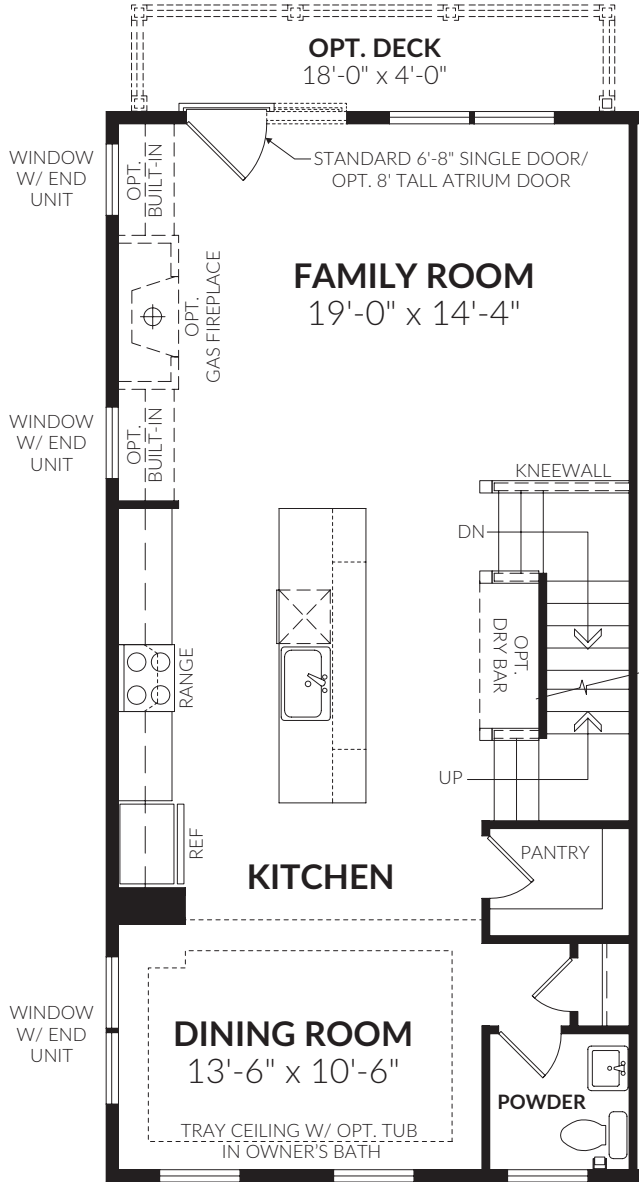 OPT. DECK
18'-0" x 4'-0"
WINDOW
W/ END
UNIT
OPT.
BUILT-IN
STANDARD 6'-8" SINGLE DOOR/
OPT. 8' TALL ATRIUM DOOR
FAMILY ROOM
19'-0" x 14'-4"
OPT.
GAS FIREPLACE
WINDOW
W/ END
UNIT
OPT.
BUILT-IN
KNEEWALL
DN
OPT.
DRY BAR
RANGE
UP
REF
KITCHEN
PANTRY
WINDOW
W/ END
UNIT
DINING ROOM
13'-6" x 10'-6"
POWDER
TRAY CEILING W/ OPT. TUB
IN OWNER'S BATH